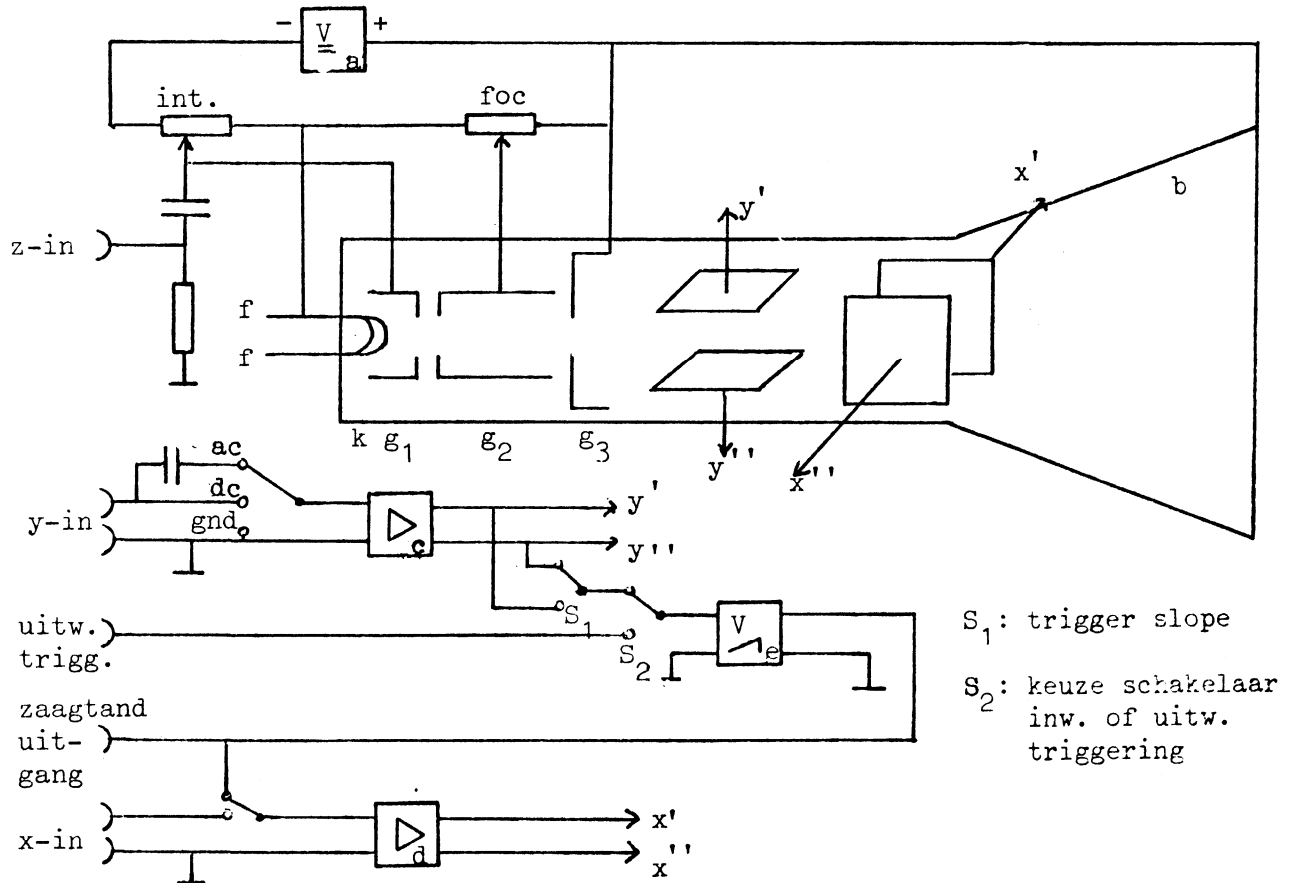 - V +
= a
int. foc
x'
b
y'
z-in
f
f
k g1 g2 g3
y''
x''
ac
dc
y-in gnd
c
y'
y''
S1
uitw.
trigg.
S2
V
e
S1: trigger slope
S2: keuze schakelaar
inw. of uitw.
triggering
zaagtand
uit-
gang
x-in
d
x'
x''